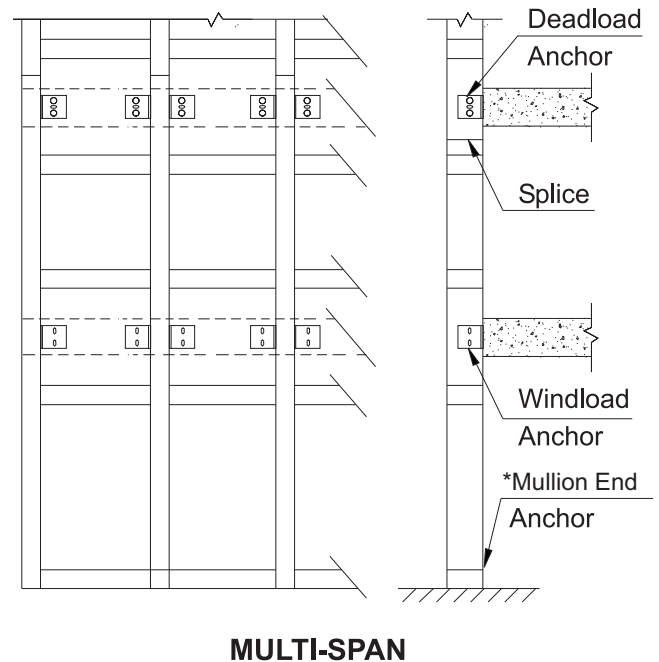 Deadload
Anchor
Splice
Windload
Anchor
*Mullion End
Anchor
MULTI-SPAN